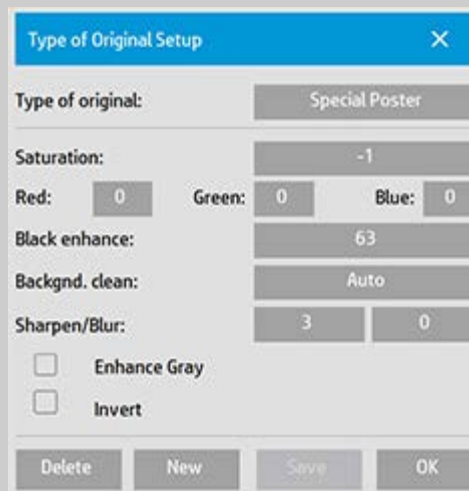 Type of Original Setup
Type of original: Special Poster
Saturation: -1
Red: 0 Green: 0 Blue: 0
Black enhance: 63
Backgnd. clean: Auto
Sharpen/Blur: 3 0
Enhance Gray
Invert
Delete New Save OK